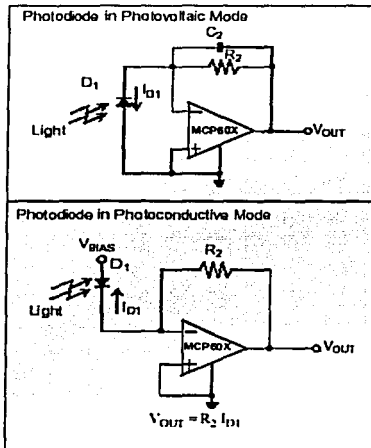 Photodiode in Photovoltaic Mode
C2
R2
D1
ID1
Light
MCP60X
VOUT
Photodiode in Photoconductive Mode
VBIAS
D1
R2
Light
ID1
MCP60X
VOUT
VOUT = R2 ID1